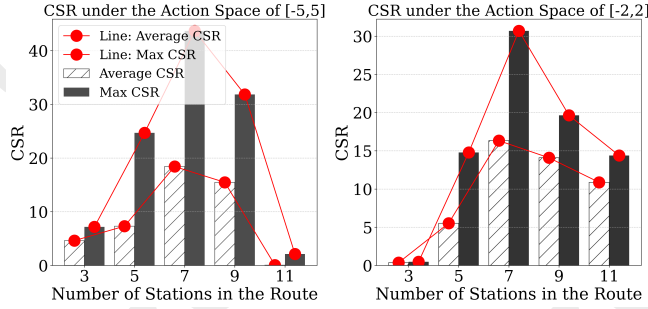 CSR under the Action Space of [-5,5]
Line: Average CSR
Line: Max CSR
Average CSR
Max CSR
CSR
40
30
20
10
0
3 5 7 9 11
Number of Stations in the Route
CSR under the Action Space of [-2,2]
CSR
30
25
20
15
10
5
0
3 5 7 9 11
Number of Stations in the Route